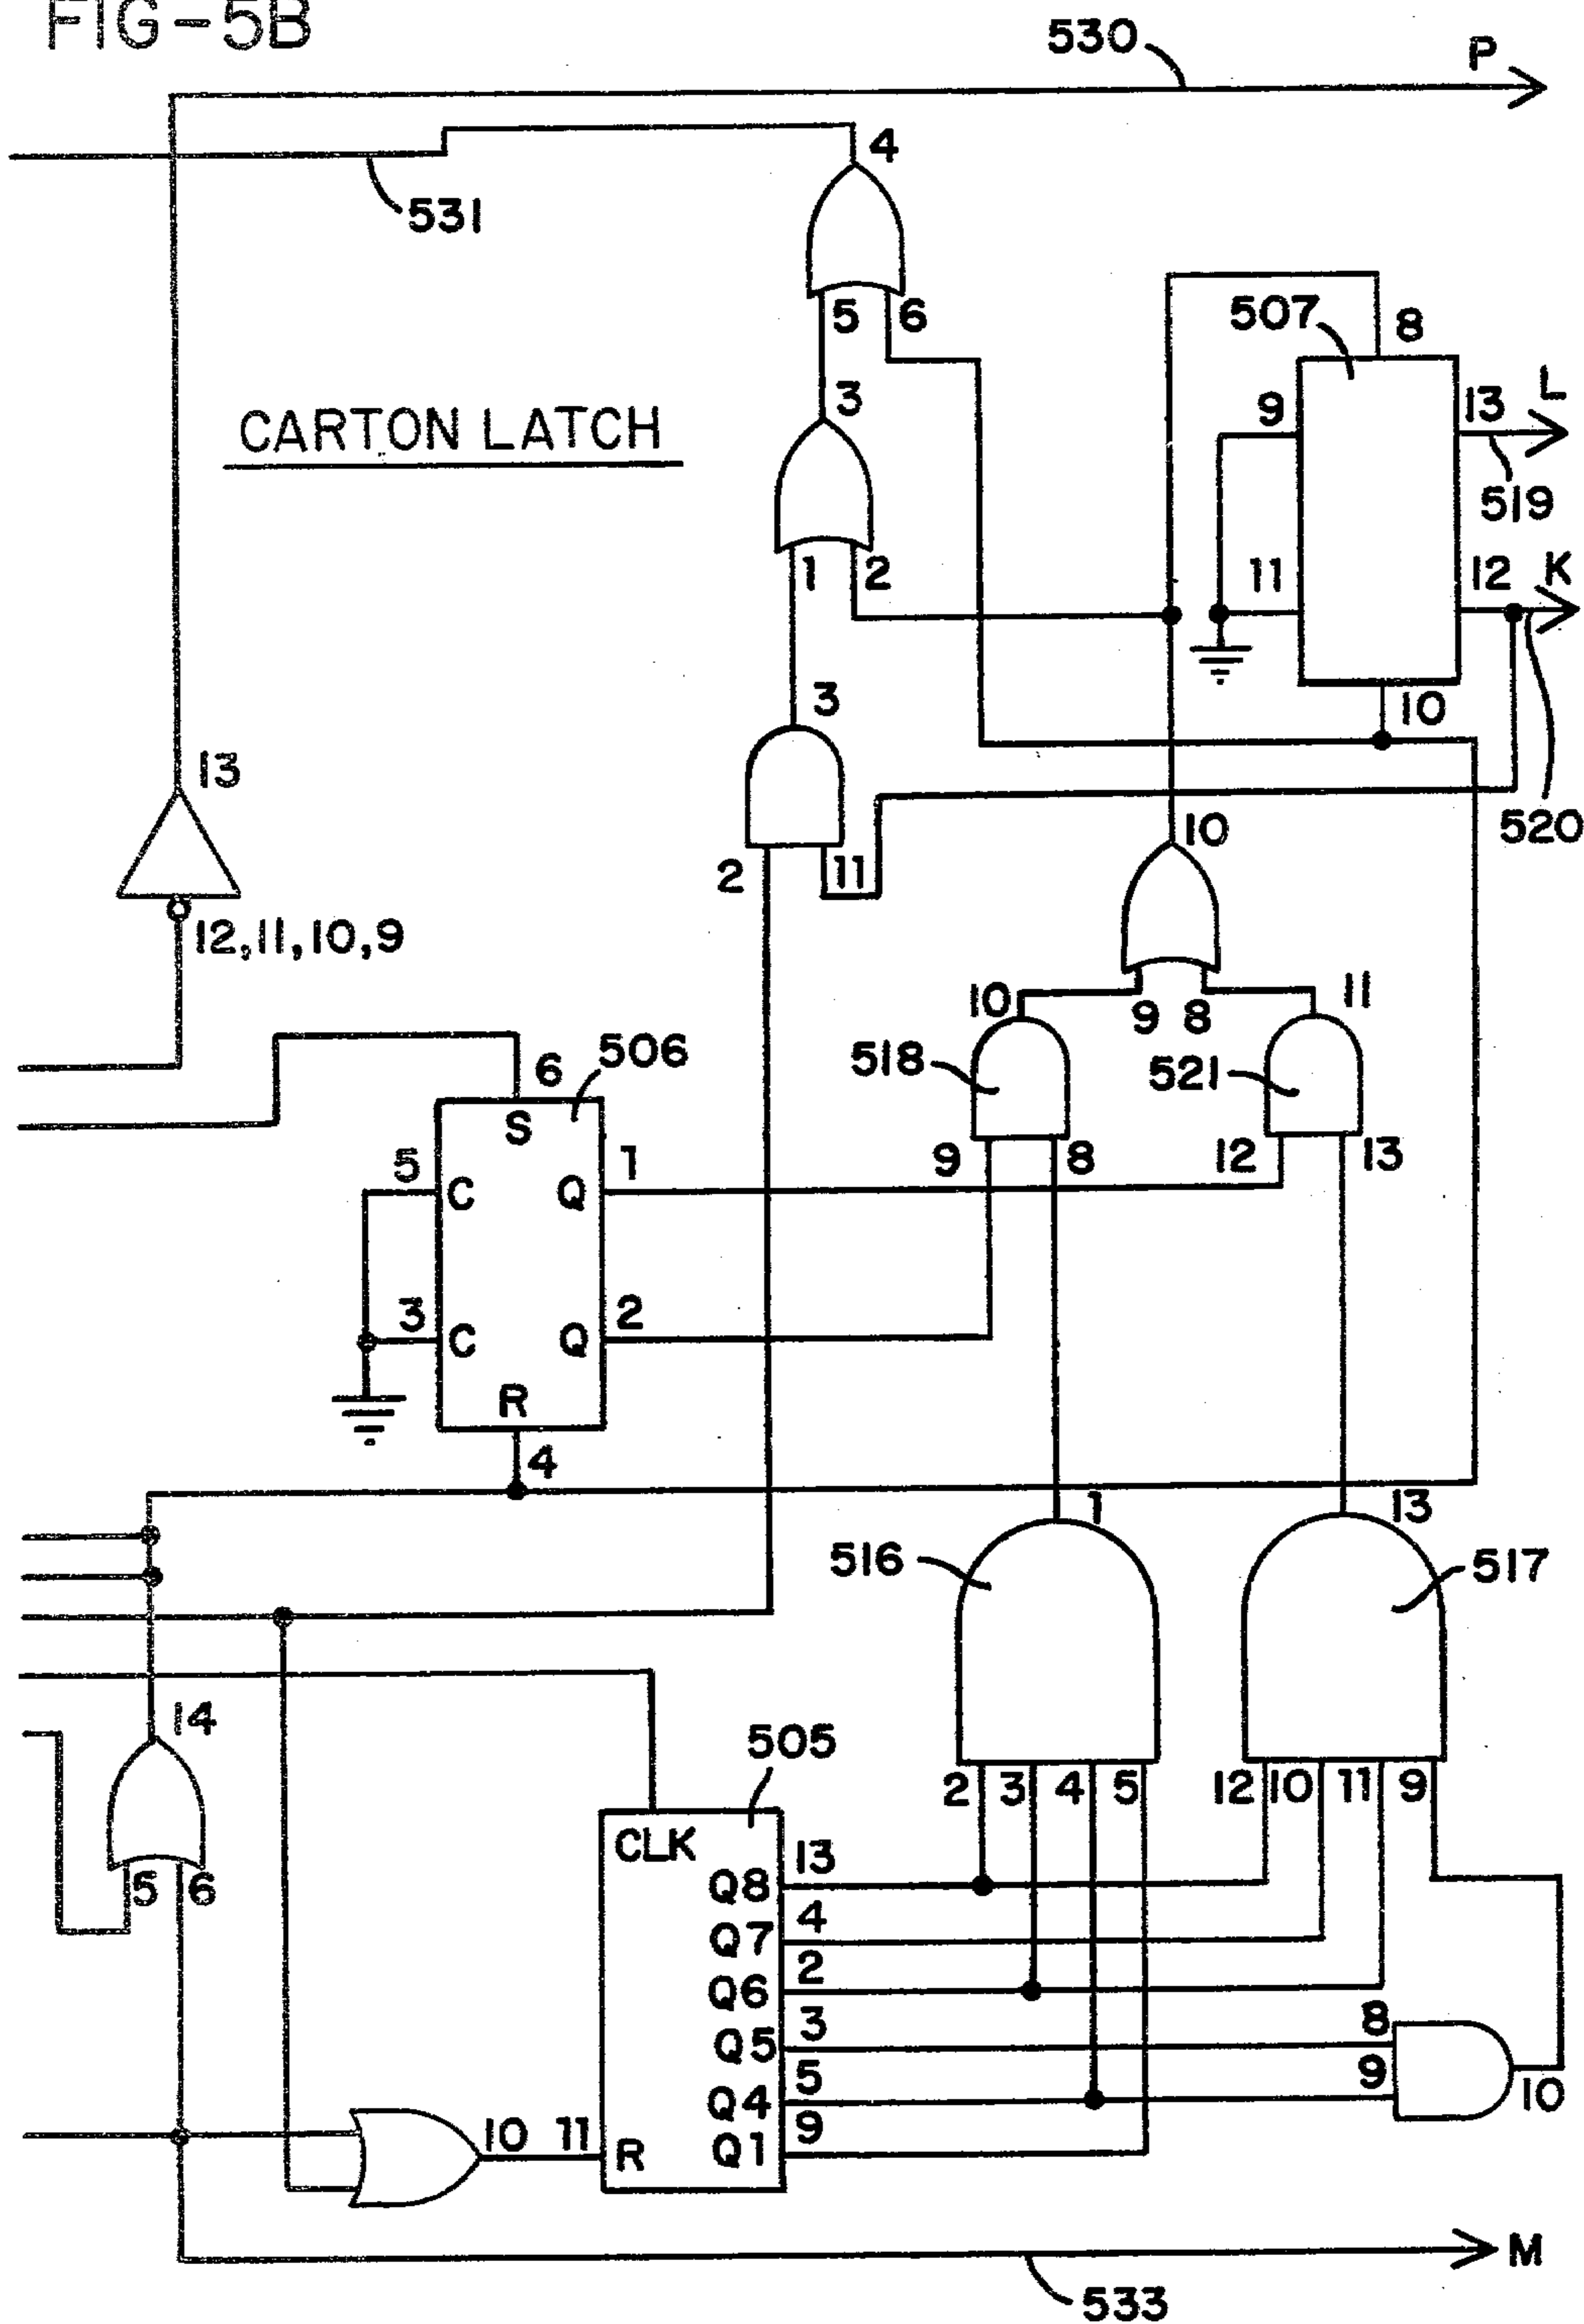 FIG-5B
530
P
4
531
5 6
507
8
3
9
13
L
CARTON LATCH
519
1 2
11
12
K
3
10
13
10
520
2
11
12,11,10,9
10
11
9 8
6
506
518
521
S
5
1
9
8
12
13
C
Q
3
2
C
Q
R
4
1
13
516
517
14
505
2 3 4 5
12 10 11 9
CLK
13
5 6
Q8
4
Q7
2
Q6
3
8
Q5
5
9
Q4
10
9
10
11
R
Q1
M
533